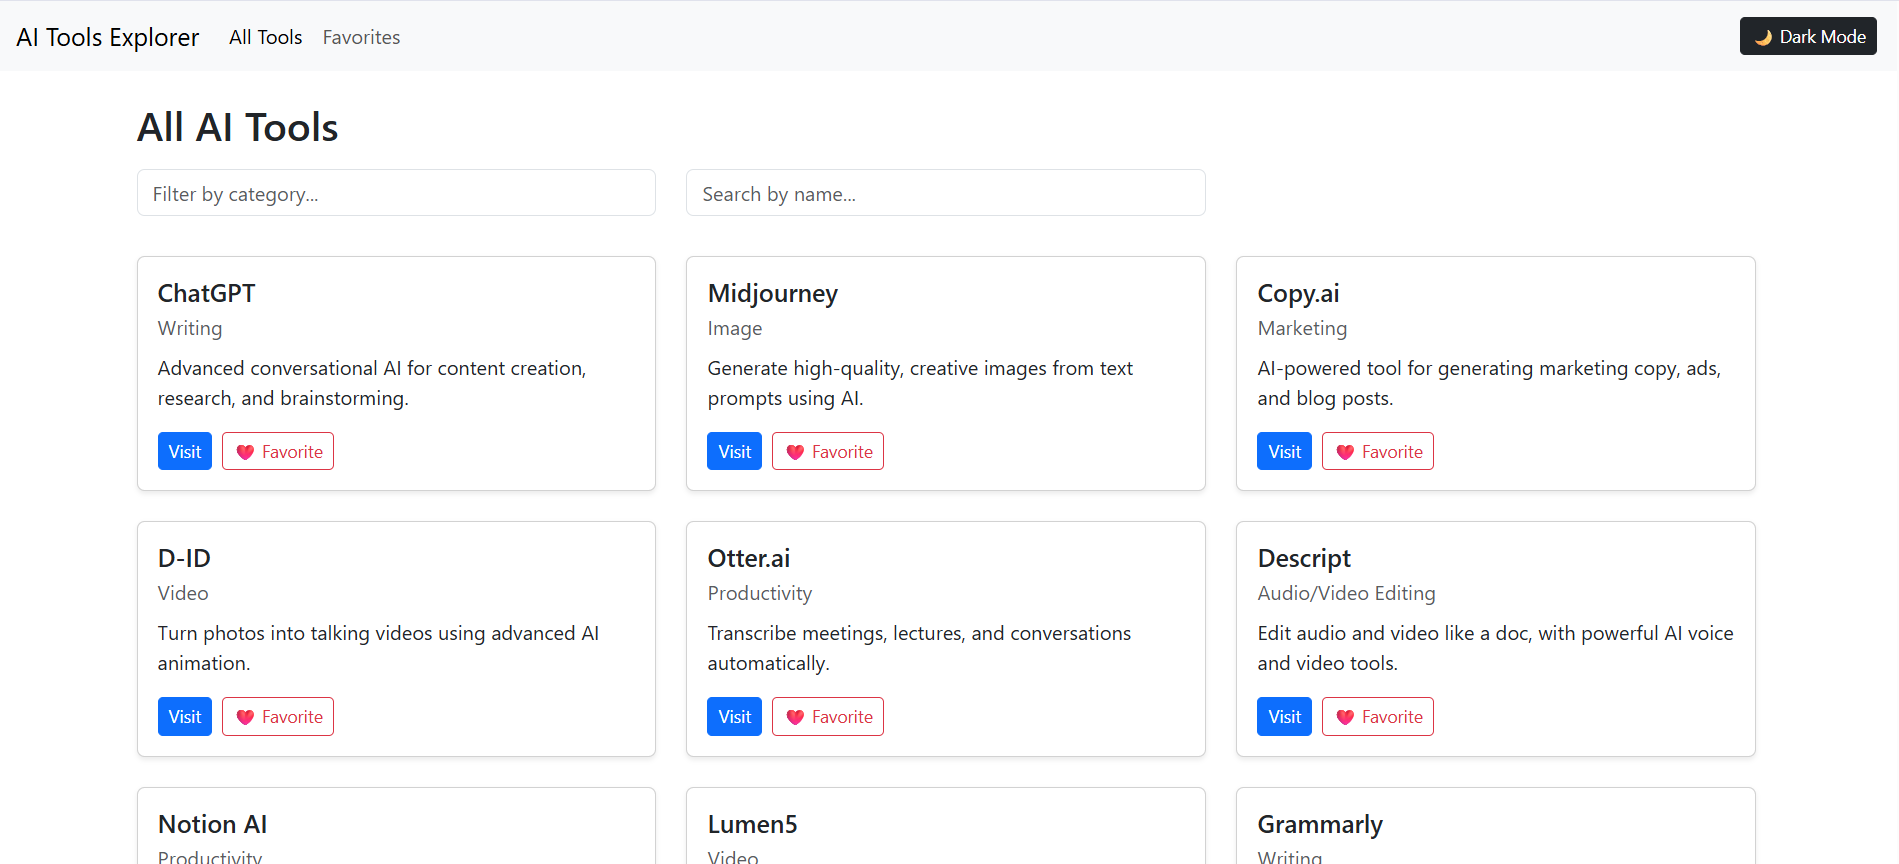 AI Tools Explorer All Tools Favorites 🌙 Dark Mode
All AI Tools
Filter by category... Search by name...
ChatGPT
Writing
Advanced conversational AI for content creation,
research, and brainstorming.
Visit ❤️ Favorite
Midjourney
Image
Generate high-quality, creative images from text
prompts using AI.
Visit ❤️ Favorite
Copy.ai
Marketing
AI-powered tool for generating marketing copy, ads,
and blog posts.
Visit ❤️ Favorite
D-ID
Video
Turn photos into talking videos using advanced AI
animation.
Visit ❤️ Favorite
Otter.ai
Productivity
Transcribe meetings, lectures, and conversations
automatically.
Visit ❤️ Favorite
Descript
Audio/Video Editing
Edit audio and video like a doc, with powerful AI voice
and video tools.
Visit ❤️ Favorite
Notion AI
Productivity
Lumen5
Video
Grammarly
Writing